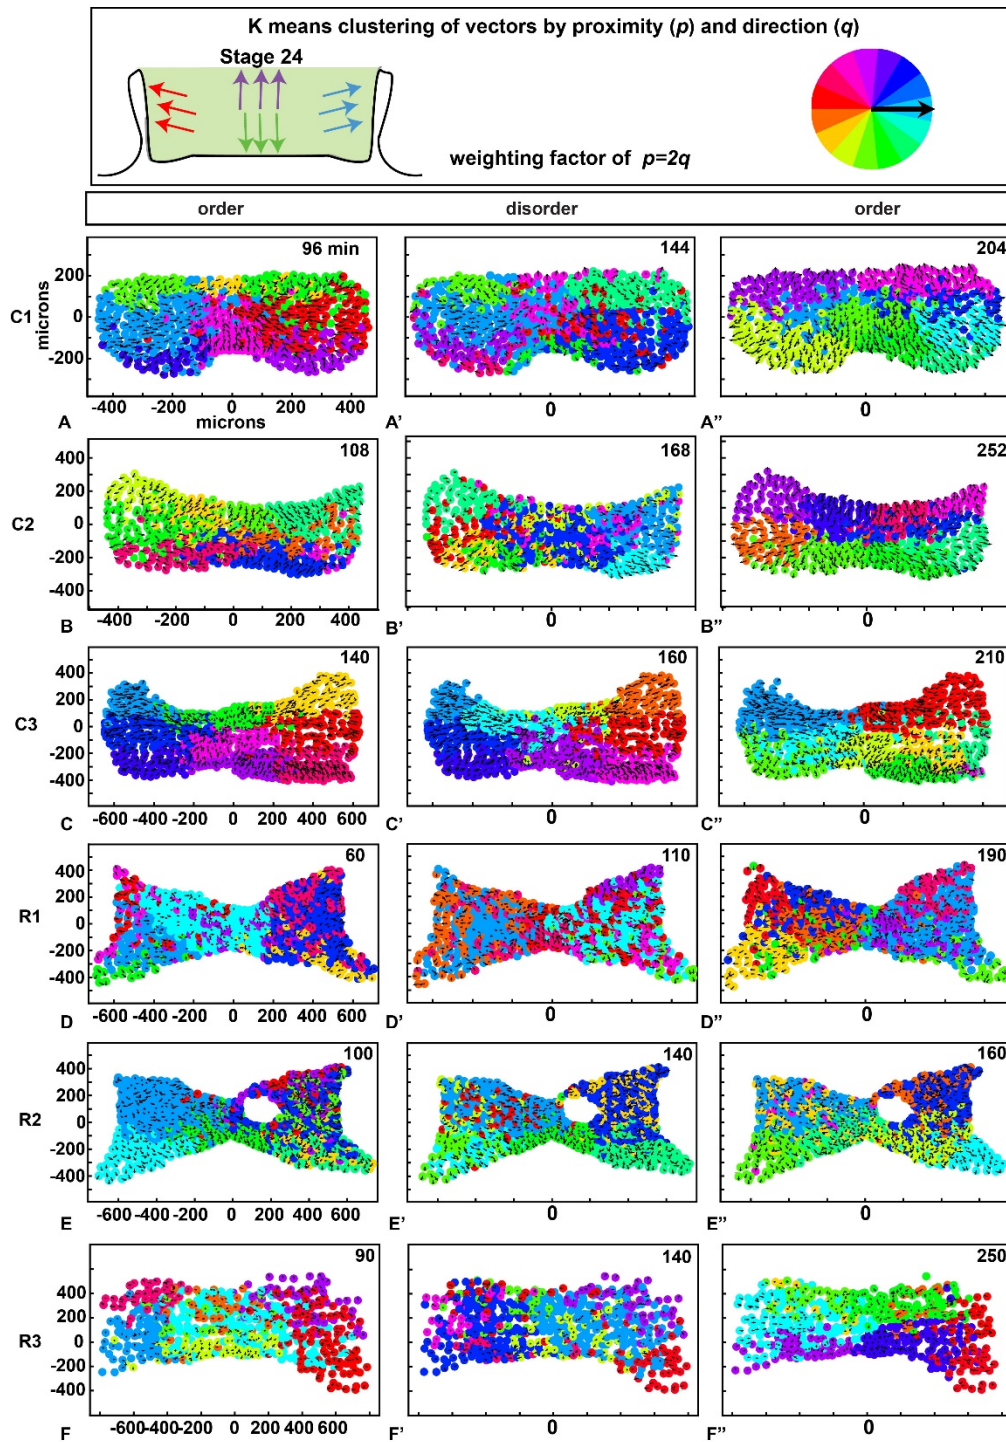 K means clustering of vectors by proximity (p) and direction (q)
Stage 24
weighting factor of p=2q
order disorder order
C1
microns
96 min
200
0
-200
-400 -200 0 200 400
microns
A
144
0
A'
204
0
A"
C2
108
400
200
0
-200
-400
-400 -200 0 200 400
B
168
0
B'
252
0
B"
C3
140
400
200
0
-200
-400
-600 -400 -200 0 200 400 600
C
160
0
C'
210
0
C"
R1
60
400
200
0
-200
-400
-600 -400 -200 0 200 400 600
D
110
0
D'
190
0
D"
R2
100
400
200
0
-200
-400
-600 -400 -200 0 200 400 600
E
140
0
E'
160
0
E"
R3
90
400
200
0
-200
-400
-600-400-200 0 200 400 600
F
140
0
F'
250
0
F"